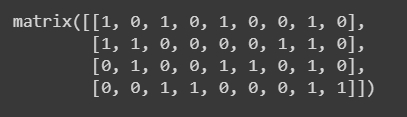 matrix([[1, 0, 1, 0, 1, 0, 0, 1, 0],
[1, 1, 0, 0, 0, 0, 1, 1, 0],
[0, 1, 0, 0, 1, 1, 0, 1, 0],
[0, 0, 1, 1, 0, 0, 0, 1, 1]])